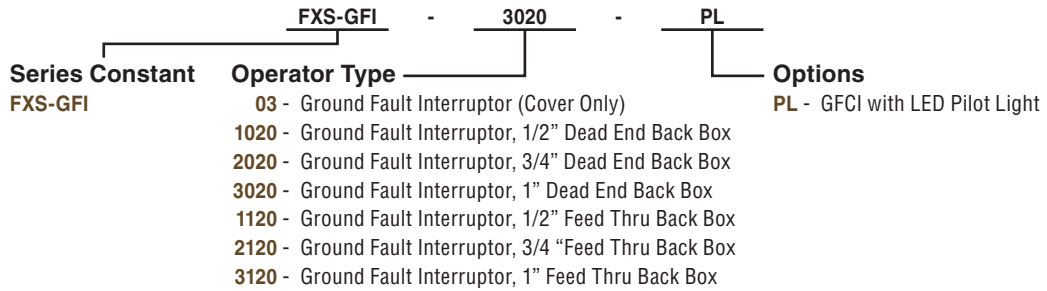 FXS-GFI - 3020 - PL
Series Constant Operator Type Options
FXS-GFI 03 - Ground Fault Interruptor (Cover Only) PL - GFCI with LED Pilot Light
1020 - Ground Fault Interruptor, 1/2” Dead End Back Box
2020 - Ground Fault Interruptor, 3/4” Dead End Back Box
3020 - Ground Fault Interruptor, 1” Dead End Back Box
1120 - Ground Fault Interruptor, 1/2” Feed Thru Back Box
2120 - Ground Fault Interruptor, 3/4 “Feed Thru Back Box
3120 - Ground Fault Interruptor, 1” Feed Thru Back Box